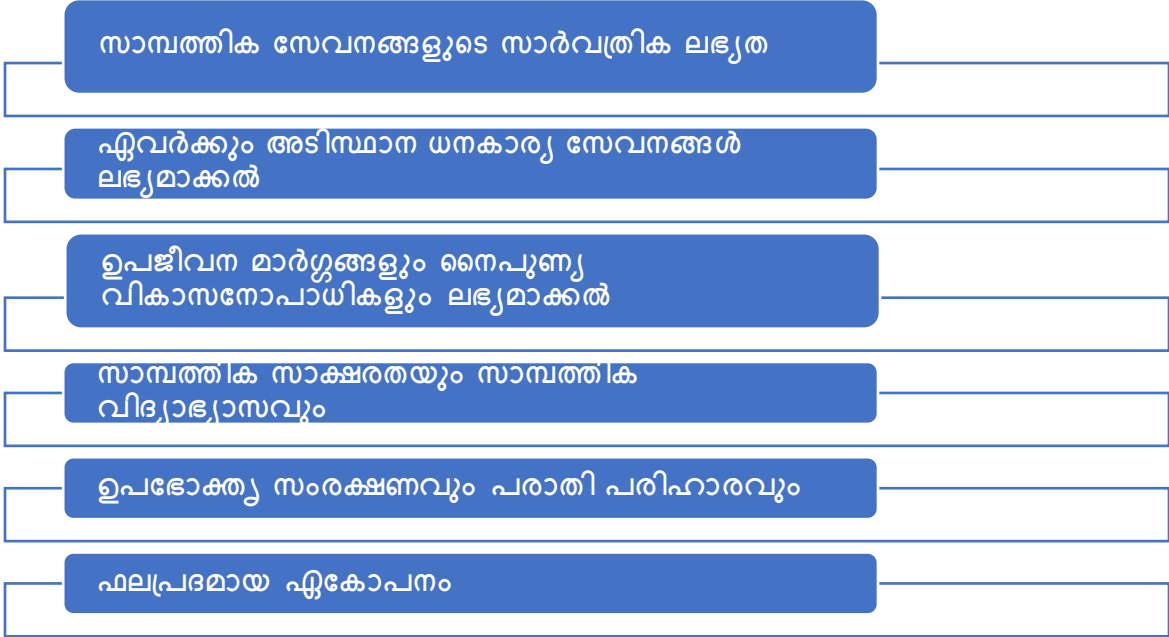 സാമ്പത്തിക സേവനങ്ങളുടെ സാർവത്രിക ലഭ്യത
ഏവർക്കും അടിസ്ഥാന ധനകാര്യ സേവനങ്ങൾ
ലഭ്യമാക്കൽ
ഉപജീവന മാർഗ്ഗങ്ങളും നൈപുണ്യ
വികാസനോപാധികളും ലഭ്യമാക്കൽ
സാമ്പത്തിക സാക്ഷരതയും സാമ്പത്തിക
വിദ്യാഭ്യാസവും
ഉപഭോക്തൃ സംരക്ഷണവും പരാതി പരിഹാരവും
ഫലപ്രദമായ ഏകോപനം